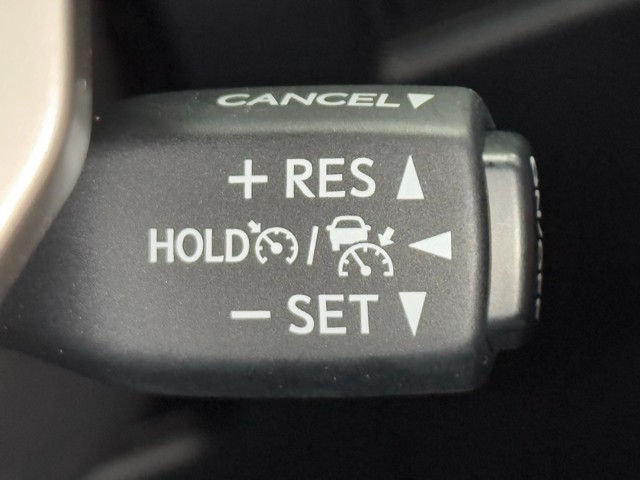 CANCEL▼
+ RES ▲
HOLD / ◀
− SET ▼